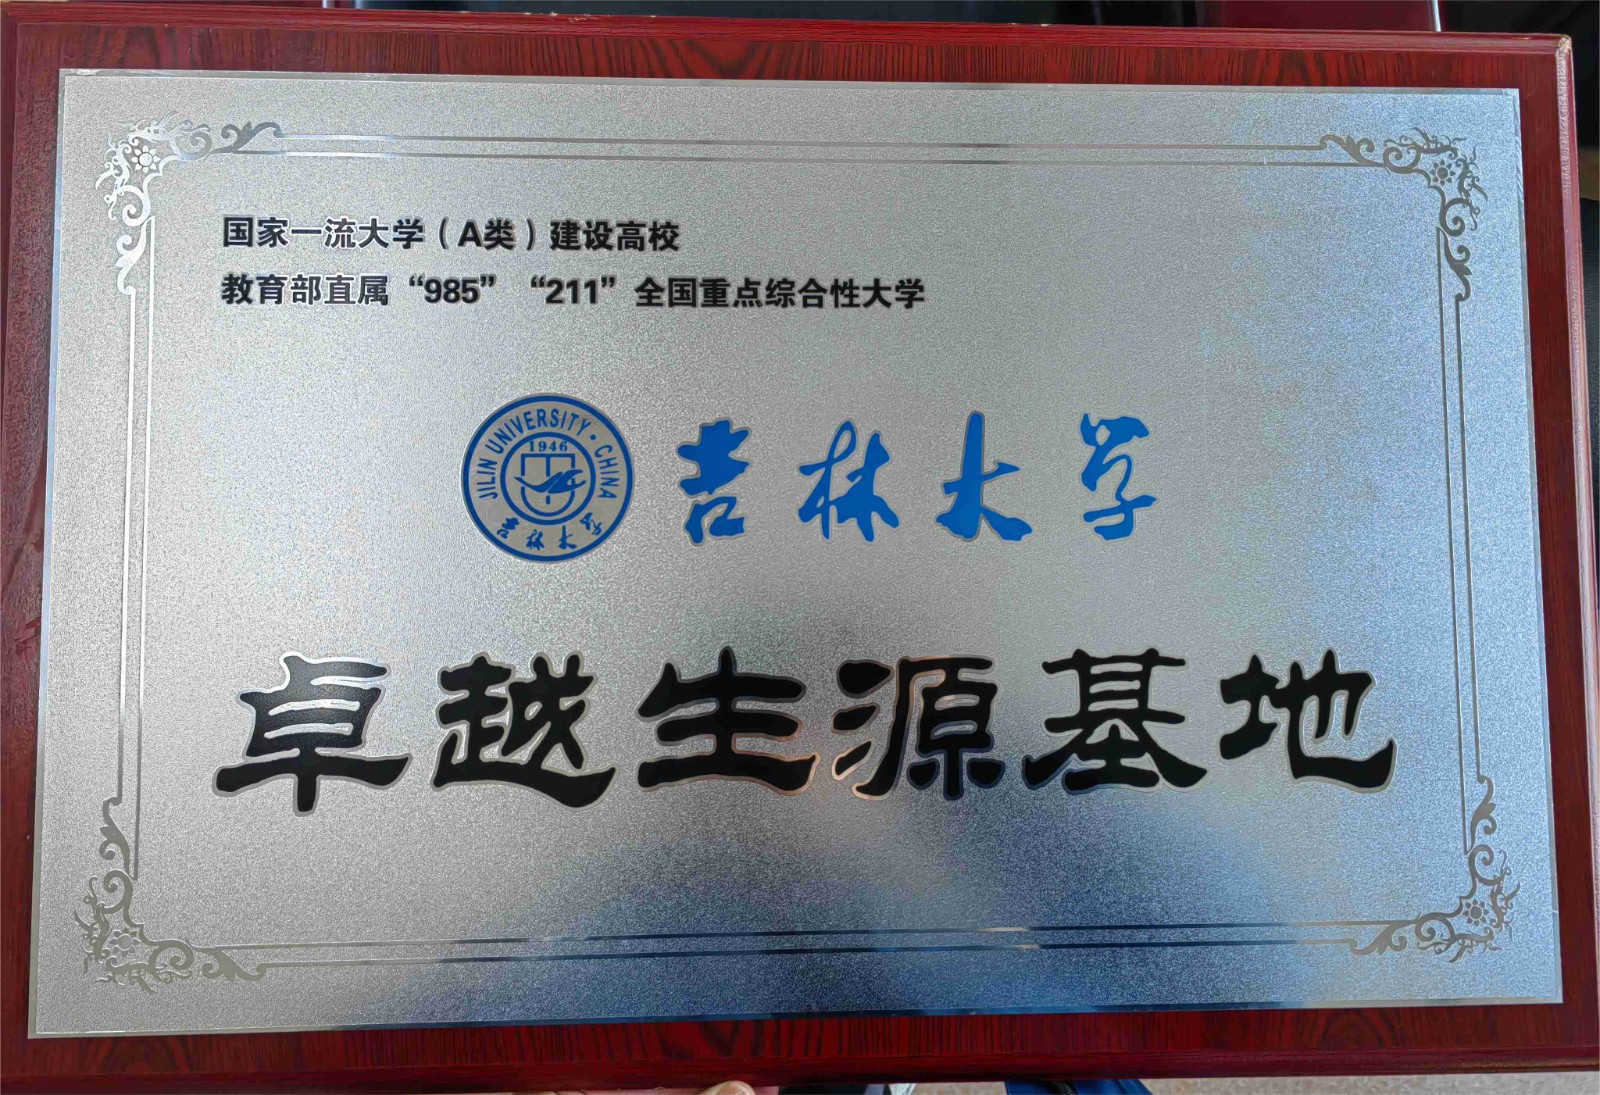 国家一流大学（A类）建设高校
教育部直属“985”“211”全国重点综合性大学
JILIN UNIVERSITY·CHINA
1946
吉林大学
吉林大学
卓越生源基地